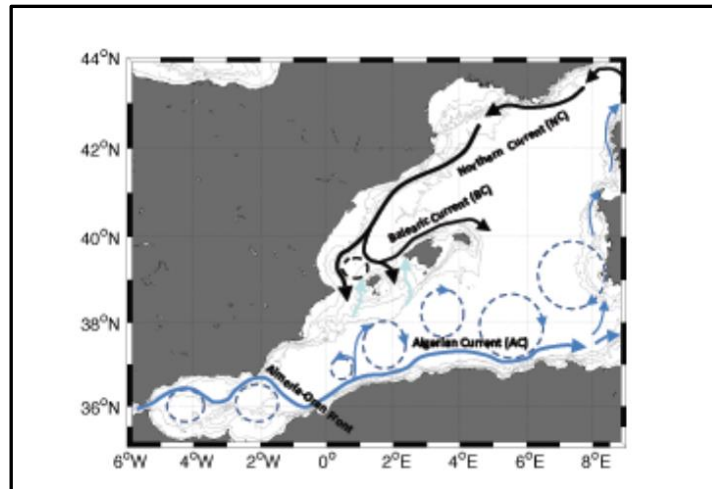 44°N
42°N
40°N
38°N
36°N
Northern Current (NC)
Balearic Current (BC)
Algerian Current (AC)
Almeria-Oran Front
6°W
4°W
2°W
0°
2°E
4°E
6°E
8°E